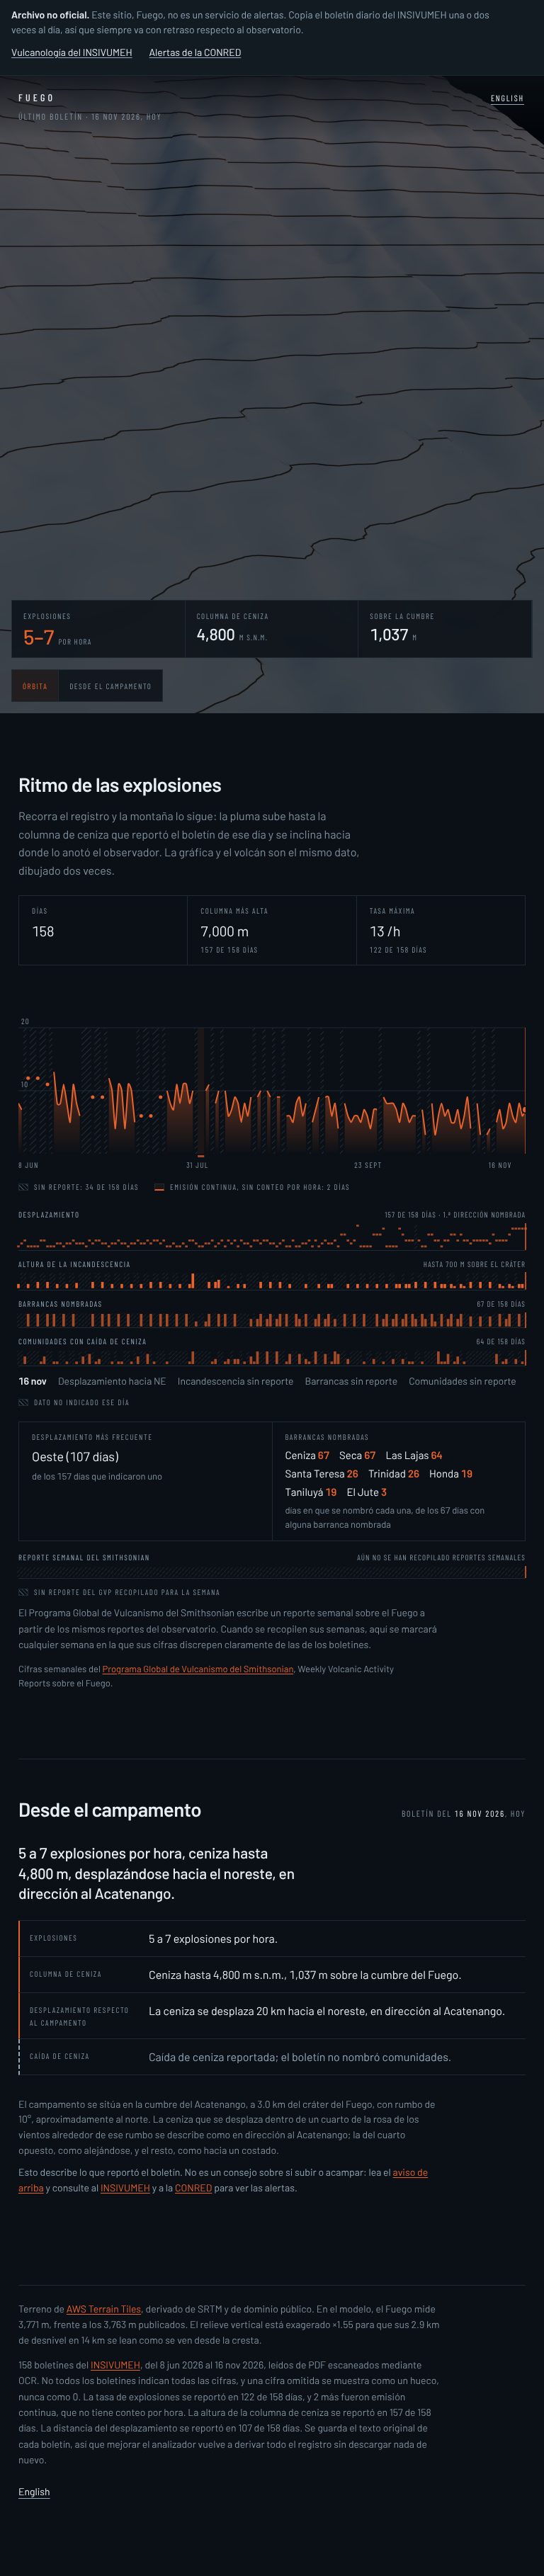 Archivo no oficial. Este sitio, Fuego, no es un servicio de alertas. Copia el boletín diario del INSIVUMEH una o dos
veces al día, así que siempre va con retraso respecto al observatorio.
Vulcanología del INSIVUMEH Alertas de la CONRED
FUEGO
ENGLISH
ÚLTIMO BOLETÍN · 16 NOV 2026, HOY
EXPLOSIONES
5–7 POR HORA
COLUMNA DE CENIZA
4,800 M S.N.M.
SOBRE LA CUMBRE
1,037 M
ÓRBITA
DESDE EL CAMPAMENTO
Ritmo de las explosiones
Recorra el registro y la montaña lo sigue: la pluma sube hasta la
columna de ceniza que reportó el boletín de ese día y se inclina hacia
donde lo anotó el observador. La gráfica y el volcán son el mismo dato,
dibujado dos veces.
DÍAS
158
COLUMNA MÁS ALTA
7,000 m
157 DE 158 DÍAS
TASA MÁXIMA
13 /h
122 DE 158 DÍAS
20
10
8 JUN
31 JUL
23 SEPT
16 NOV
SIN REPORTE: 34 DE 158 DÍAS
EMISIÓN CONTINUA, SIN CONTEO POR HORA: 2 DÍAS
DESPLAZAMIENTO
157 DE 158 DÍAS · 1.ª DIRECCIÓN NOMBRADA
ALTURA DE LA INCANDESCENCIA
HASTA 700 M SOBRE EL CRÁTER
BARRANCAS NOMBRADAS
67 DE 158 DÍAS
COMUNIDADES CON CAÍDA DE CENIZA
64 DE 158 DÍAS
16 nov Desplazamiento hacia NE Incandescencia sin reporte Barrancas sin reporte Comunidades sin reporte
DATO NO INDICADO ESE DÍA
DESPLAZAMIENTO MÁS FRECUENTE
Oeste (107 días)
de los 157 días que indicaron uno
BARRANCAS NOMBRADAS
Ceniza 67 Seca 67 Las Lajas 64
Santa Teresa 26 Trinidad 26 Honda 19
Taniluyá 19 El Jute 3
días en que se nombró cada una, de los 67 días con
alguna barranca nombrada
REPORTE SEMANAL DEL SMITHSONIAN
AÚN NO SE HAN RECOPILADO REPORTES SEMANALES
SIN REPORTE DEL GVP RECOPILADO PARA LA SEMANA
El Programa Global de Vulcanismo del Smithsonian escribe un reporte semanal sobre el Fuego a
partir de los mismos reportes del observatorio. Cuando se recopilen sus semanas, aquí se marcará
cualquier semana en la que sus cifras discrepen claramente de las de los boletines.
Cifras semanales del Programa Global de Vulcanismo del Smithsonian, Weekly Volcanic Activity
Reports sobre el Fuego.
Desde el campamento
BOLETÍN DEL 16 NOV 2026, HOY
5 a 7 explosiones por hora, ceniza hasta
4,800 m, desplazándose hacia el noreste, en
dirección al Acatenango.
EXPLOSIONES
5 a 7 explosiones por hora.
COLUMNA DE CENIZA
Ceniza hasta 4,800 m s.n.m., 1,037 m sobre la cumbre del Fuego.
DESPLAZAMIENTO RESPECTO
AL CAMPAMENTO
La ceniza se desplaza 20 km hacia el noreste, en dirección al Acatenango.
CAÍDA DE CENIZA
Caída de ceniza reportada; el boletín no nombró comunidades.
El campamento se sitúa en la cumbre del Acatenango, a 3.0 km del cráter del Fuego, con rumbo de
10°, aproximadamente al norte. La ceniza que se desplaza dentro de un cuarto de la rosa de los
vientos alrededor de ese rumbo se describe como en dirección al Acatenango; la del cuarto
opuesto, como alejándose, y el resto, como hacia un costado.
Esto describe lo que reportó el boletín. No es un consejo sobre si subir o acampar: lea el aviso de
arriba y consulte al INSIVUMEH y a la CONRED para ver las alertas.
Terreno de AWS Terrain Tiles, derivado de SRTM y de dominio público. En el modelo, el Fuego mide
3,771 m, frente a los 3,763 m publicados. El relieve vertical está exagerado ×1.55 para que sus 2.9 km
de desnivel en 14 km se lean como se ven desde la cresta.
158 boletines del INSIVUMEH, del 8 jun 2026 al 16 nov 2026, leídos de PDF escaneados mediante
OCR. No todos los boletines indican todas las cifras, y una cifra omitida se muestra como un hueco,
nunca como 0. La tasa de explosiones se reportó en 122 de 158 días, y 2 más fueron emisión
continua, que no tiene conteo por hora. La altura de la columna de ceniza se reportó en 157 de 158
días. La distancia del desplazamiento se reportó en 107 de 158 días. Se guarda el texto original de
cada boletín, así que mejorar el analizador vuelve a derivar todo el registro sin descargar nada de
nuevo.
English